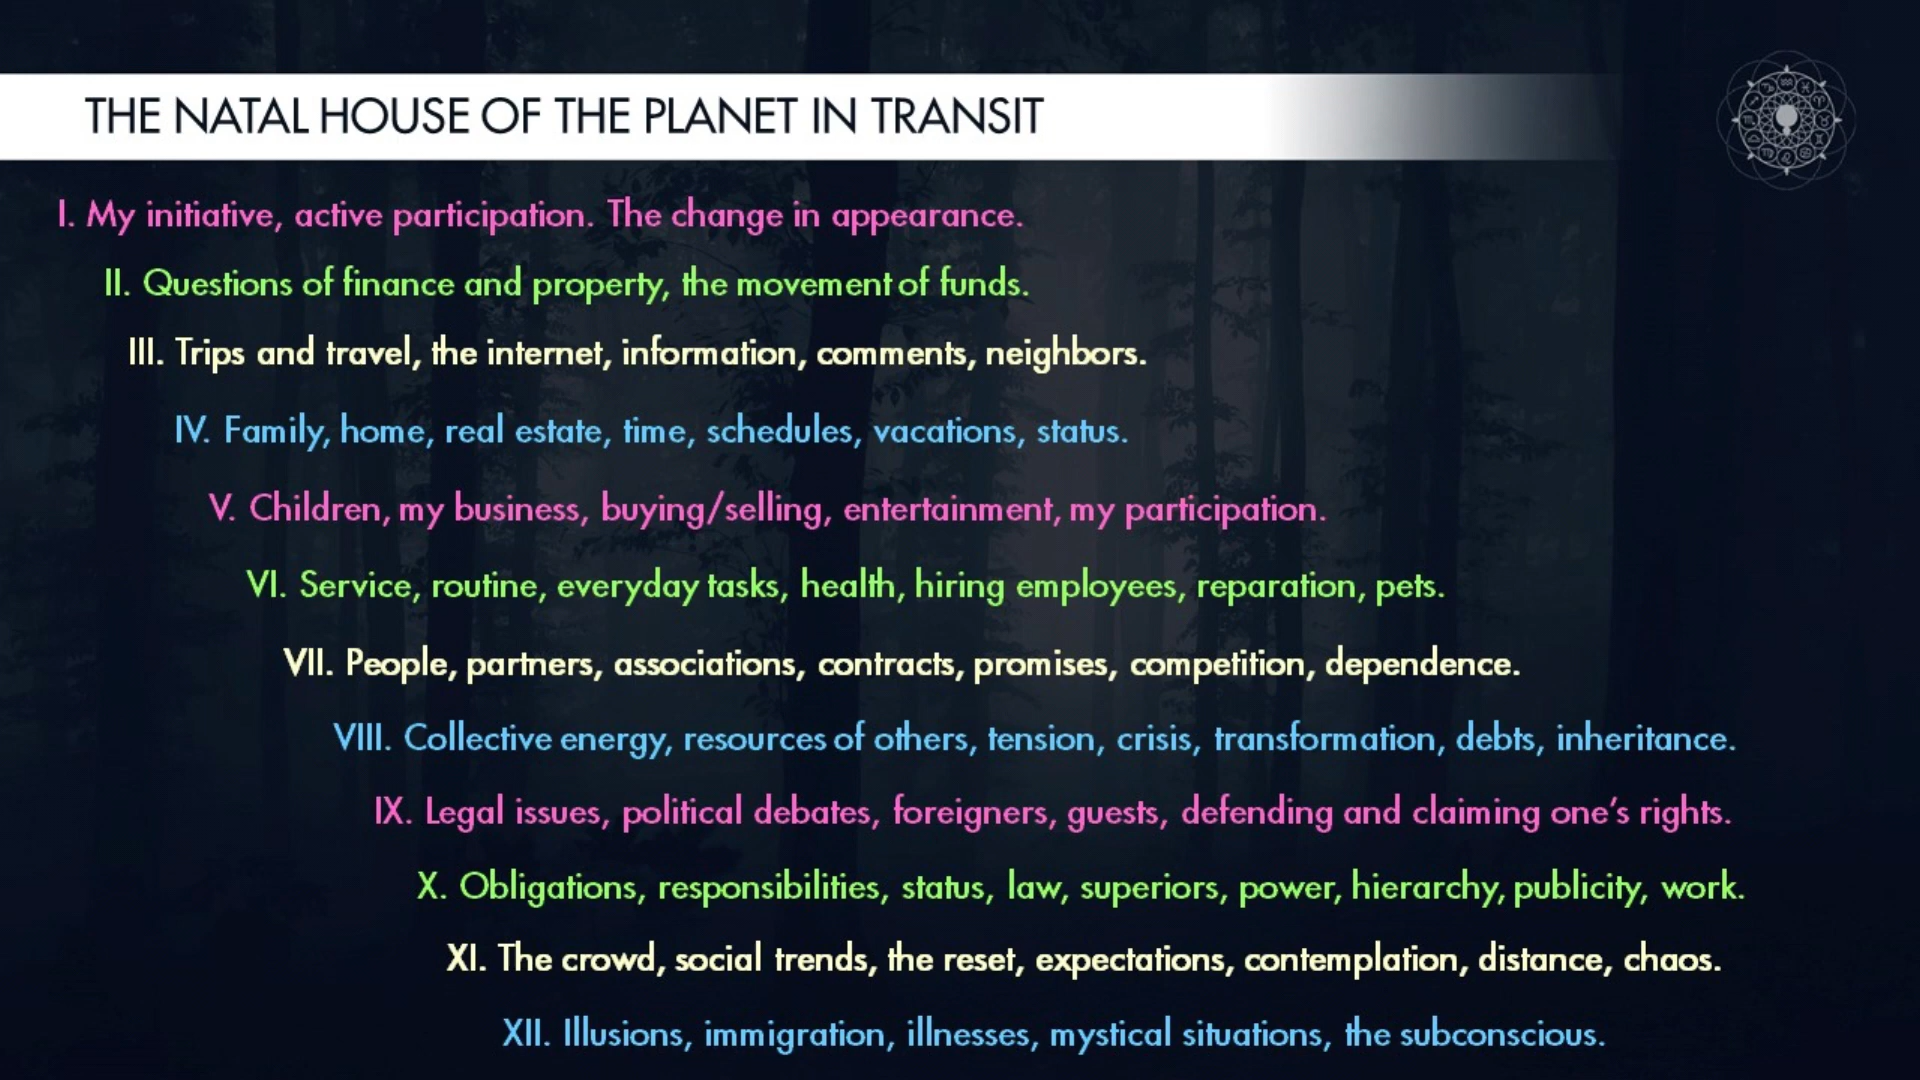 THE NATAL HOUSE OF THE PLANET IN TRANSIT
I. My initiative, active participation. The change in appearance.
II. Questions of finance and property, the movement of funds.
III. Trips and travel, the internet, information, comments, neighbors.
IV. Family, home, real estate, time, schedules, vacations, status.
V. Children, my business, buying/selling, entertainment, my participation.
VI. Service, routine, everyday tasks, health, hiring employees, reparation, pets.
VII. People, partners, associations, contracts, promises, competition, dependence.
VIII. Collective energy, resources of others, tension, crisis, transformation, debts, inheritance.
IX. Legal issues, political debates, foreigners, guests, defending and claiming one’s rights.
X. Obligations, responsibilities, status, law, superiors, power, hierarchy, publicity, work.
XI. The crowd, social trends, the reset, expectations, contemplation, distance, chaos.
XII. Illusions, immigration, illnesses, mystical situations, the subconscious.